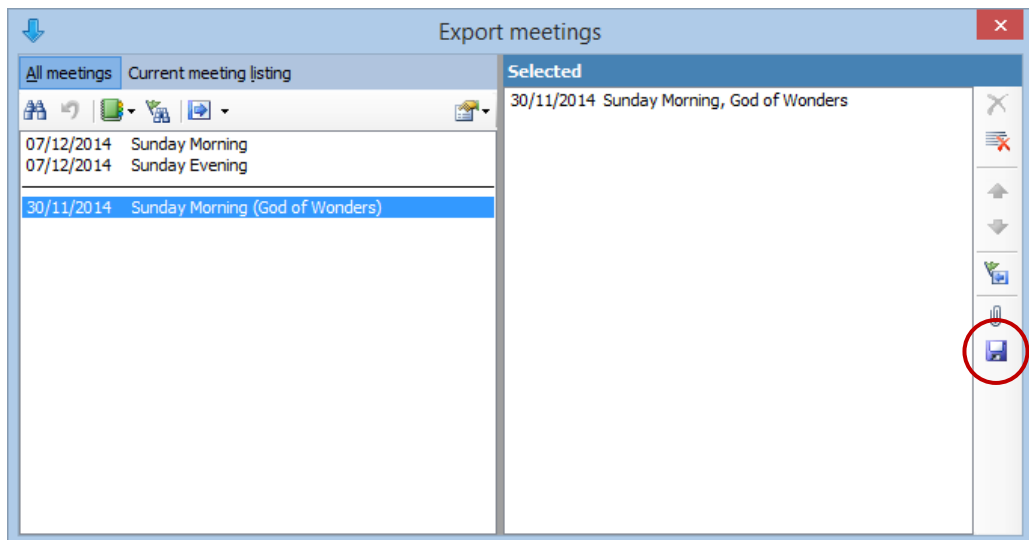 Export meetings
All meetings Current meeting listing
07/12/2014 Sunday Morning
07/12/2014 Sunday Evening
30/11/2014 Sunday Morning (God of Wonders)
Selected
30/11/2014 Sunday Morning, God of Wonders